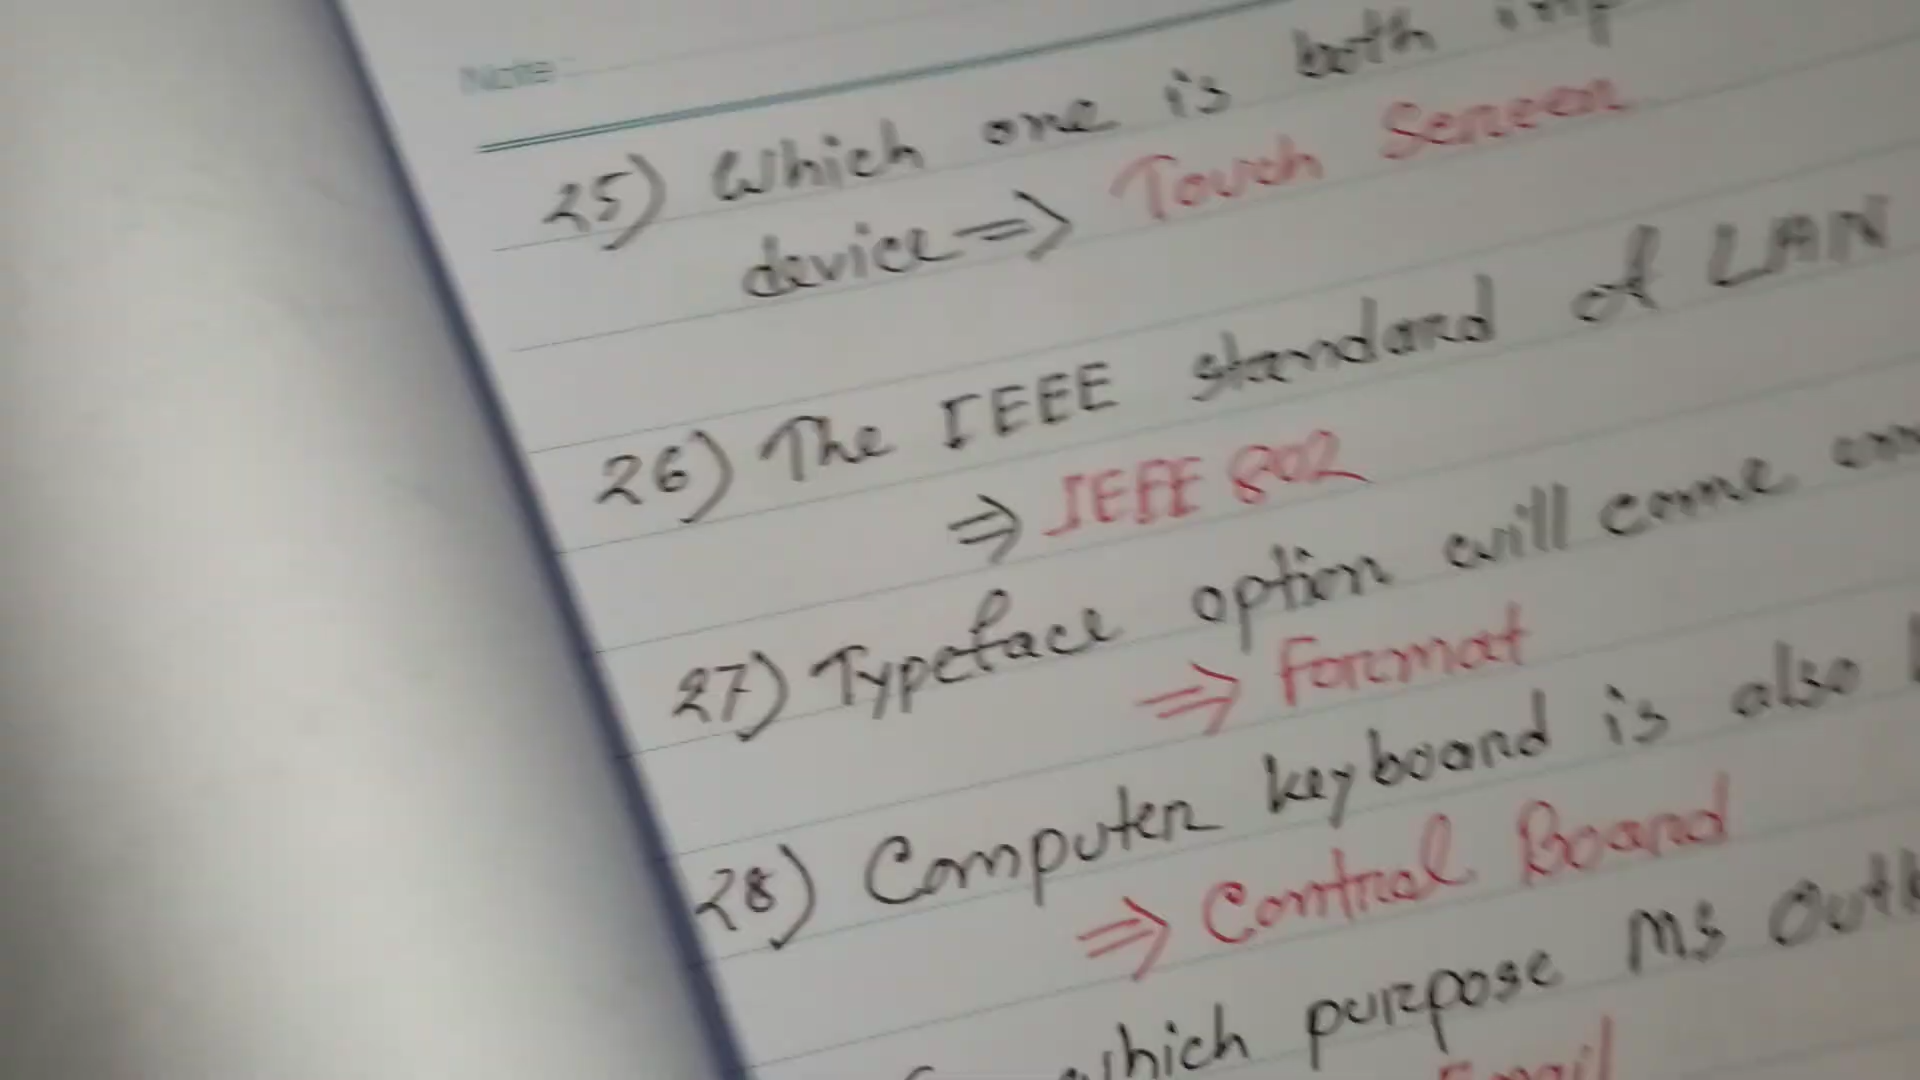 Note :
25) Which one is both
device => Touch Screen
26) The IEEE standard of LAN
=> IEEE 802
27) Typeface option will come
=> Format
28) Computer keyboard is also
=> Control Board
which purpose MS
Email